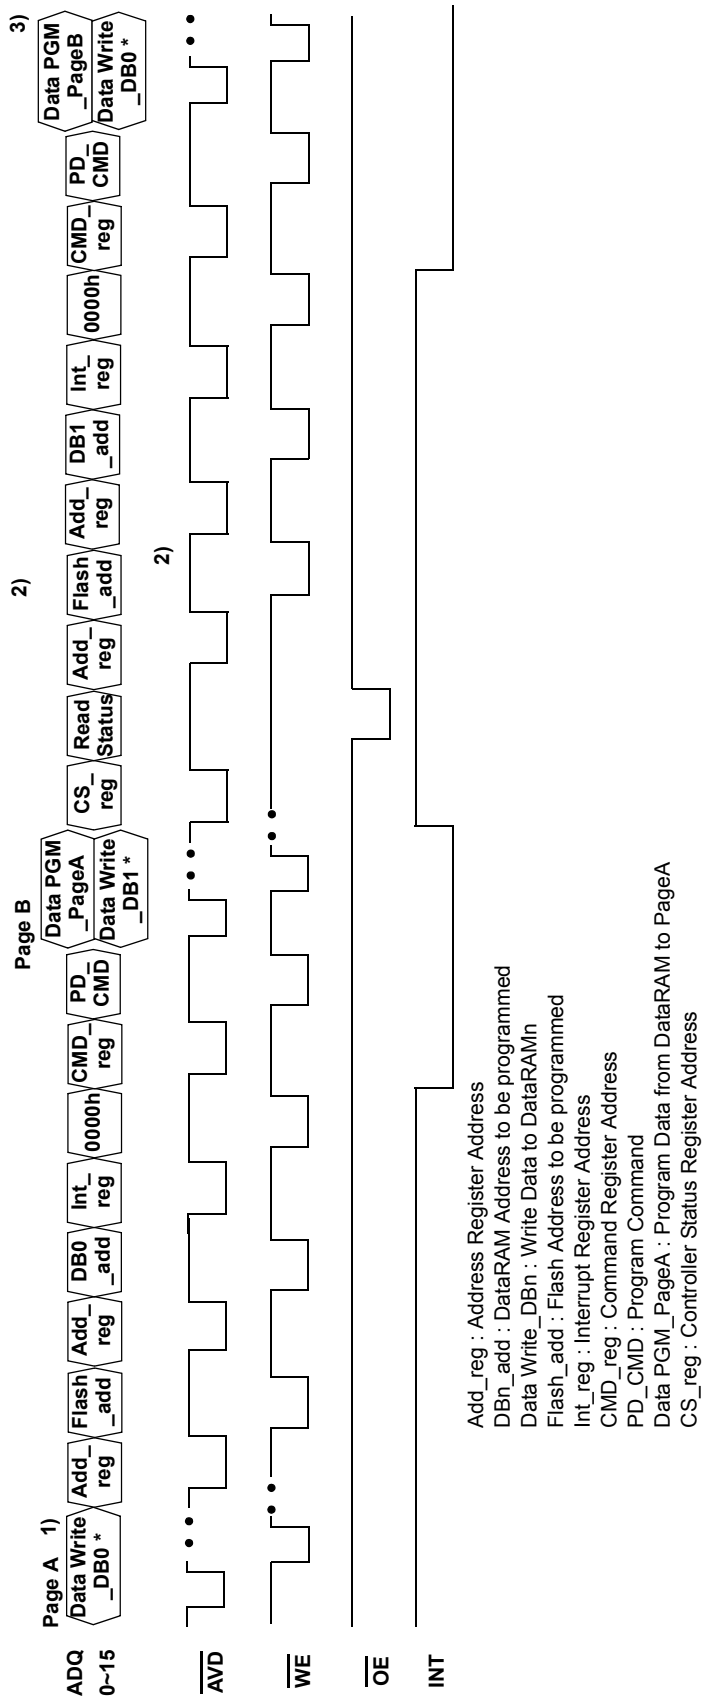 Page A 1)
Page B
2)
3)
ADQ
0~15
Data Write
_DB0 *
Add_
reg
Flash
_add
Add_
reg
DB0
_add
Int_
reg
0000h
CMD_
reg
PD_
CMD
Data PGM
_PageA
Data Write
_DB1 *
CS_
reg
Read
Status
Add_
reg
Flash
_add
Add_
reg
DB1
_add
Int_
reg
0000h
CMD_
reg
PD_
CMD
Data PGM
_PageB
Data Write
_DB0 *
2)
AVD
WE
OE
INT
Add_reg : Address Register Address
DBn_add : DataRAM Address to be programmed
Data Write_DBn : Write Data to DataRAMn
Flash_add : Flash Address to be programmed
Int_reg : Interrupt Register Address
CMD_reg : Command Register Address
PD_CMD : Program Command
Data PGM_PageA : Program Data from DataRAM to PageA
CS_reg : Controller Status Register Address